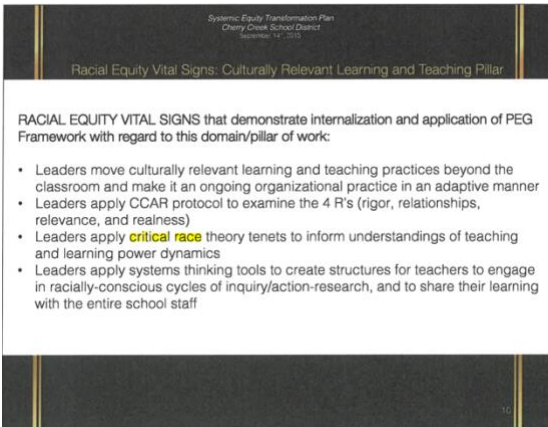 Systemic Equity Transformation Plan
Cherry Creek School District
September 14th, 2015
Racial Equity Vital Signs: Culturally Relevant Learning and Teaching Pillar
RACIAL EQUITY VITAL SIGNS that demonstrate internalization and application of PEG
Framework with regard to this domain/pillar of work:
• Leaders move culturally relevant learning and teaching practices beyond the
classroom and make it an ongoing organizational practice in an adaptive manner
• Leaders apply CCAR protocol to examine the 4 R's (rigor, relationships,
relevance, and realness)
• Leaders apply critical race theory tenets to inform understandings of teaching
and learning power dynamics
• Leaders apply systems thinking tools to create structures for teachers to engage
in racially-conscious cycles of inquiry/action-research, and to share their learning
with the entire school staff
10